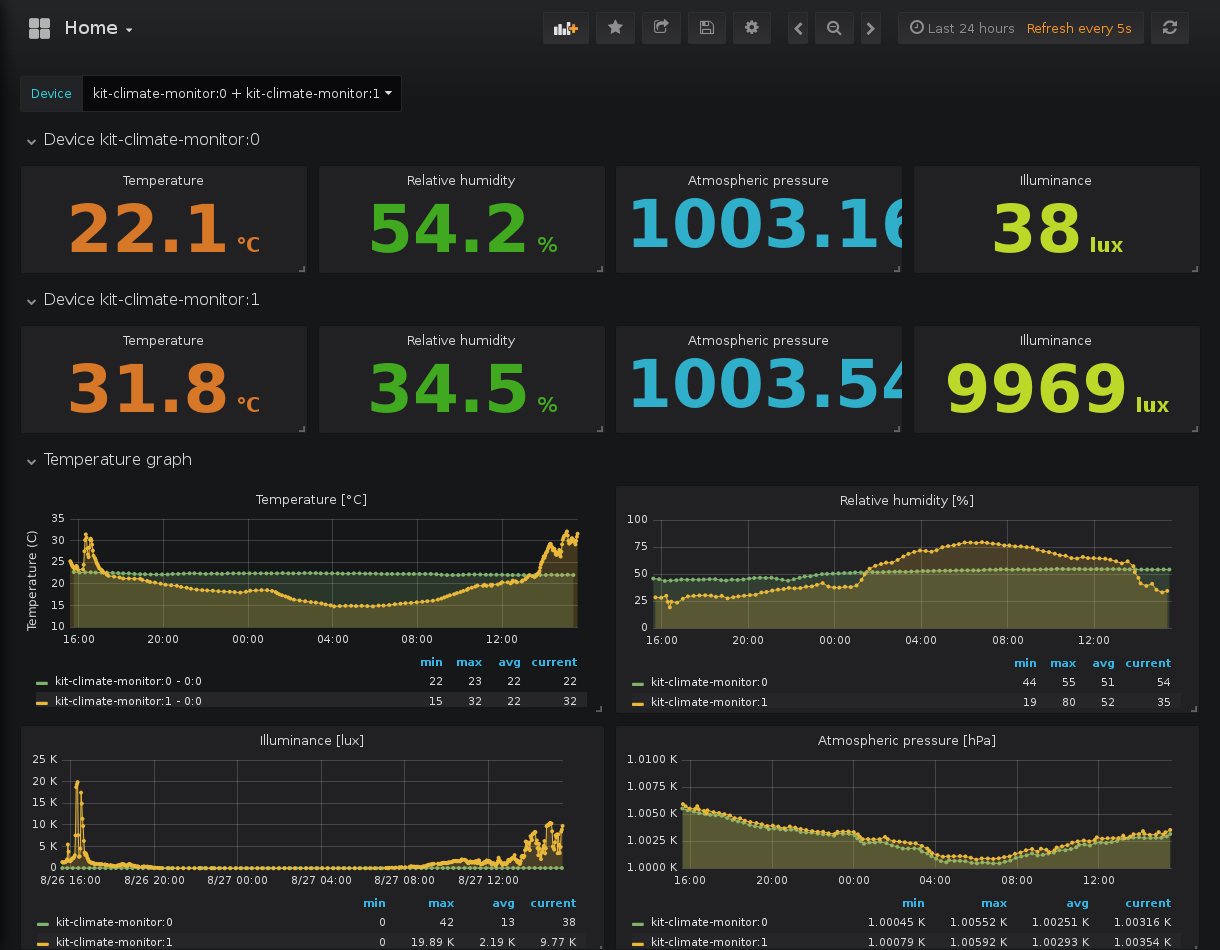 Home
Last 24 hours Refresh every 5s
Device kit-climate-monitor:0 + kit-climate-monitor:1
Device kit-climate-monitor:0
Temperature Relative humidity Atmospheric pressure Illuminance
22.1 °C 54.2 % 1003.16 38 lux
Device kit-climate-monitor:1
Temperature Relative humidity Atmospheric pressure Illuminance
31.8 °C 34.5 % 1003.54 9969 lux
Temperature graph
Temperature [°C]
Temperature (C)
35
30
25
20
15
10
16:00 20:00 00:00 04:00 08:00 12:00
min max avg current
kit-climate-monitor:0 - 0:0 22 23 22 22
kit-climate-monitor:1 - 0:0 15 32 22 32
Relative humidity [%]
100
75
50
25
0
16:00 20:00 00:00 04:00 08:00 12:00
min max avg current
kit-climate-monitor:0 44 55 51 54
kit-climate-monitor:1 19 80 52 35
Illuminance [lux]
25 K
20 K
15 K
10 K
5 K
0
8/26 16:00 8/26 20:00 8/27 00:00 8/27 04:00 8/27 08:00 8/27 12:00
min max avg current
kit-climate-monitor:0 0 42 13 38
kit-climate-monitor:1 0 19.89 K 2.19 K 9.77 K
Atmospheric pressure [hPa]
1.0100 K
1.0075 K
1.0050 K
1.0025 K
1.0000 K
16:00 20:00 00:00 04:00 08:00 12:00
min max avg current
kit-climate-monitor:0 1.00045 K 1.00552 K 1.00251 K 1.00316 K
kit-climate-monitor:1 1.00079 K 1.00592 K 1.00293 K 1.00354 K